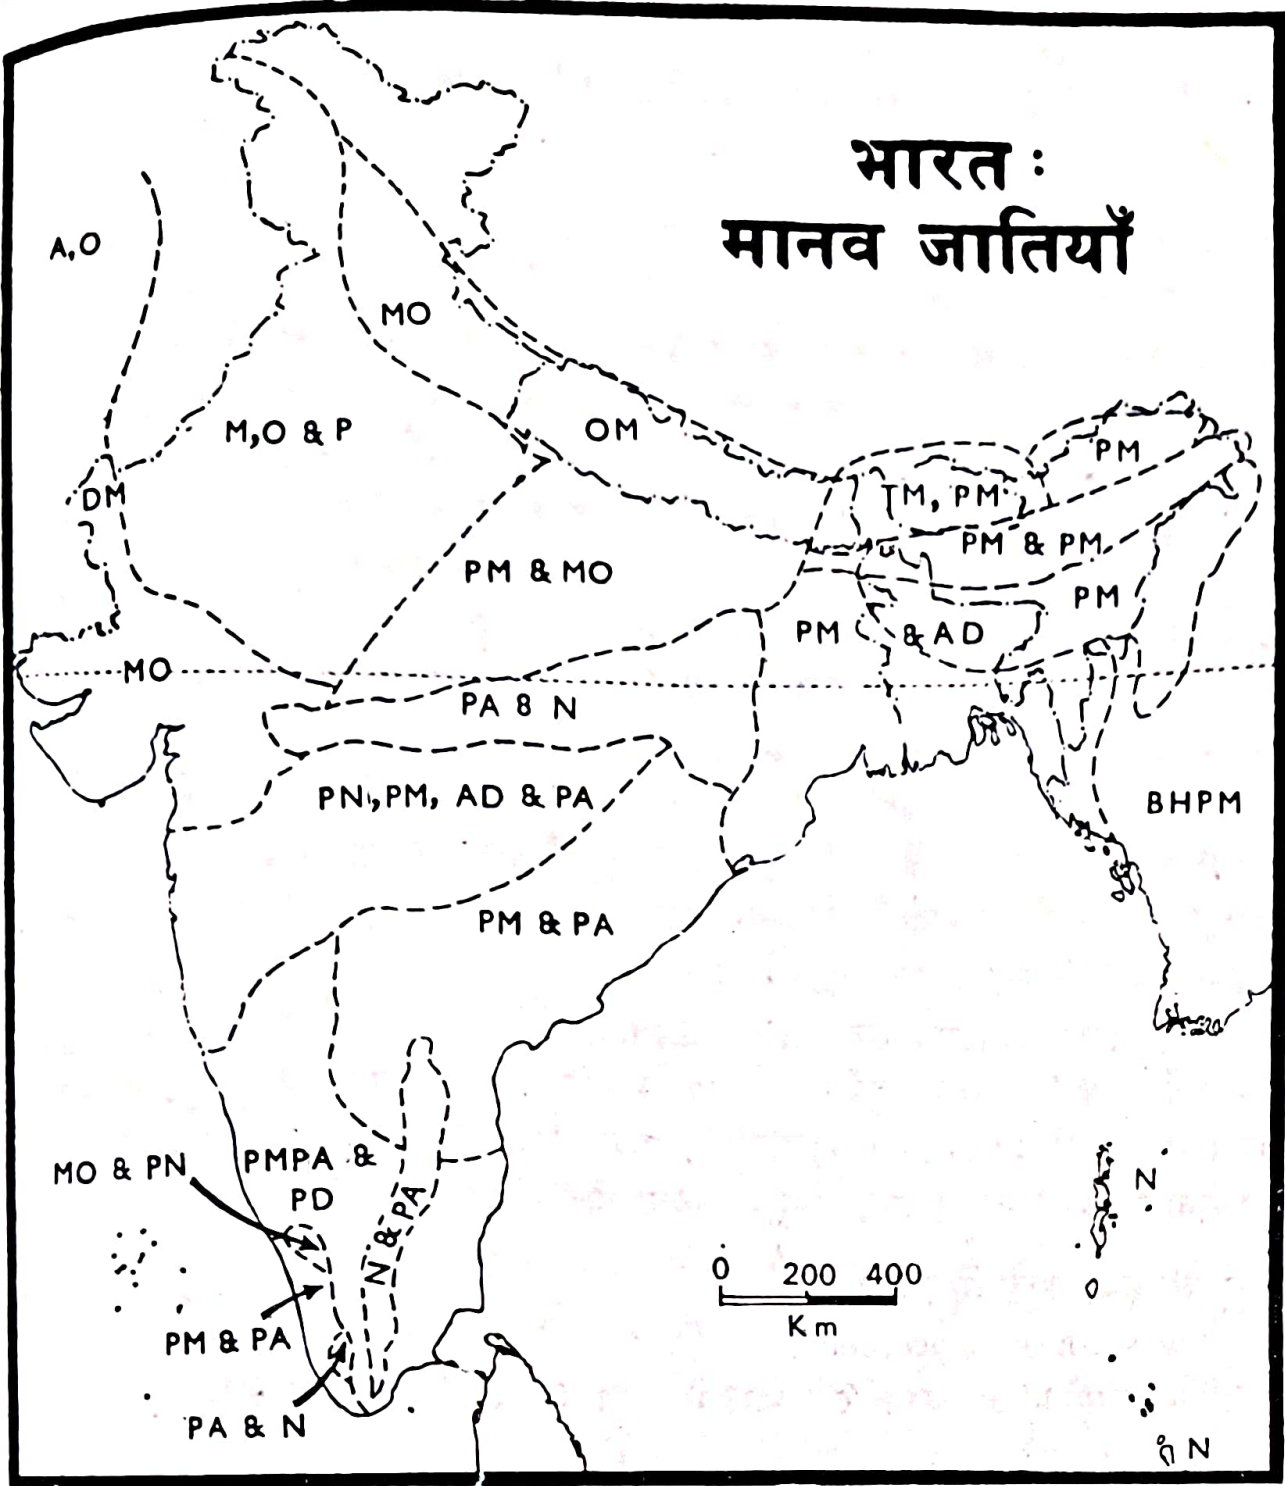 भारत :
मानव जातियाँ
A,O
MO
M,O & P
OM
PM
DM
TM, PM
PM & PM
PM & MO
PM
PM
& AD
MO
PA 8 N
PN, PM, AD & PA
BHPM
PM & PA
MO & PN
PMPA &
PD
N & PA
N
0 200 400
Km
PM & PA
PA & N
N